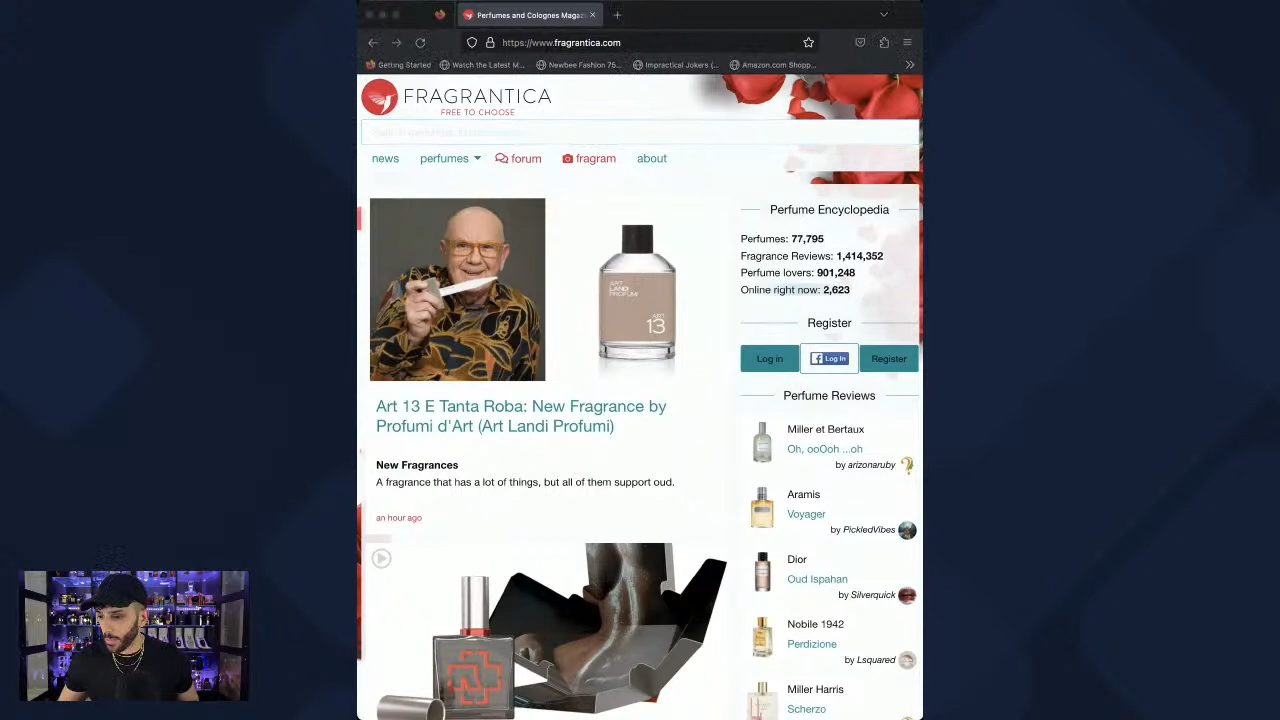 Perfumes and Colognes Magaz
https://www.fragrantica.com
Getting Started
Watch the Latest M...
Newbee Fashion 75...
Impractical Jokers (...
Amazon.com Shopp...
FRAGRANTICA
FREE TO CHOOSE
news
perfumes
forum
fragram
about
ART
LANDI
PROFUMI
ART
13
Art 13 E Tanta Roba: New Fragrance by
Profumi d'Art (Art Landi Profumi)
New Fragrances
A fragrance that has a lot of things, but all of them support oud.
an hour ago
Perfume Encyclopedia
Perfumes: 77,795
Fragrance Reviews: 1,414,352
Perfume lovers: 901,248
Online right now: 2,623
Register
Log in
Log In
Register
Perfume Reviews
Miller et Bertaux
Oh, ooOoh ...oh
by arizonaruby
Aramis
Voyager
by PickledVibes
Dior
Oud Ispahan
by Silverquick
Nobile 1942
Perdizione
by Lsquared
Miller Harris
Scherzo